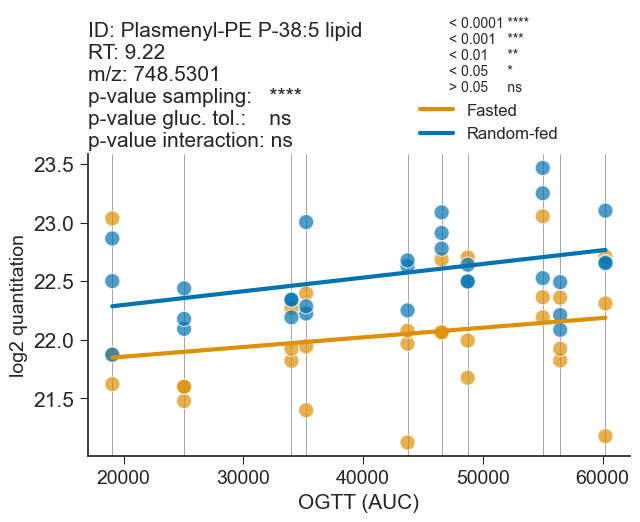 ID: Plasmenyl-PE P-38:5 lipid
RT: 9.22
m/z: 748.5301
p-value sampling: ****
p-value gluc. tol.: ns
p-value interaction: ns
< 0.0001 ****
< 0.001 ***
< 0.01 **
< 0.05 *
> 0.05 ns
Fasted
Random-fed
log2 quantitation
23.5
23.0
22.5
22.0
21.5
20000 30000 40000 50000 60000
OGTT (AUC)